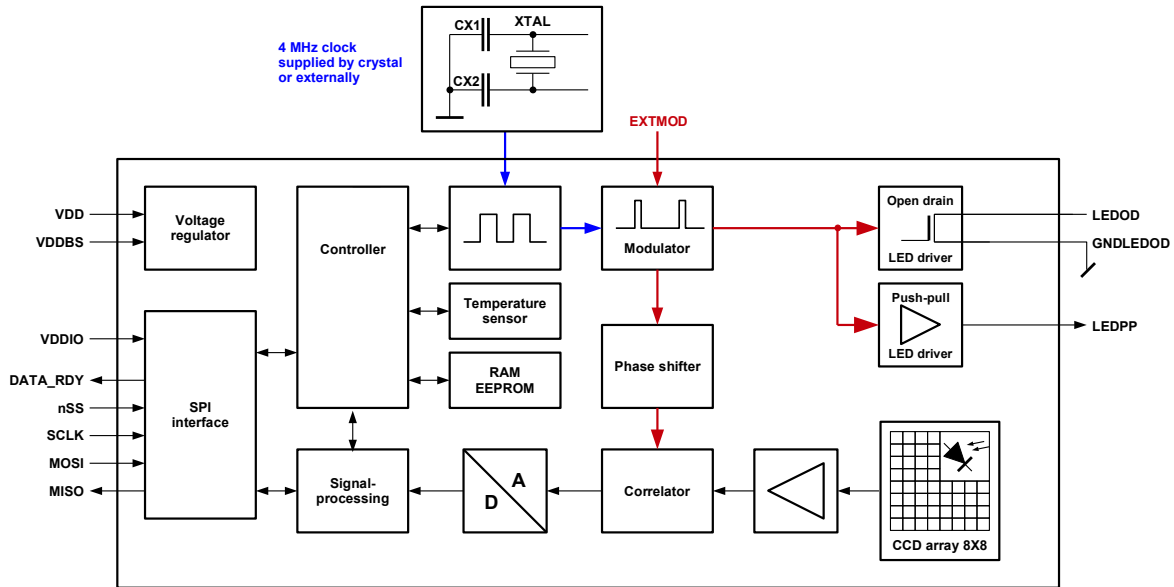 CX1
XTAL
4 MHz clock
supplied by crystal
or externally
CX2
EXTMOD
VDD
VDDBS
Voltage
regulator
Controller
Modulator
Open drain
LED driver
LEDOD
GNDLEDOD
Temperature
sensor
Push-pull
LED driver
LEDPP
VDDIO
DATA_RDY
nSS
SCLK
MOSI
MISO
SPI
interface
RAM
EEPROM
Phase shifter
Signal-
processing
A
D
Correlator
CCD array 8X8